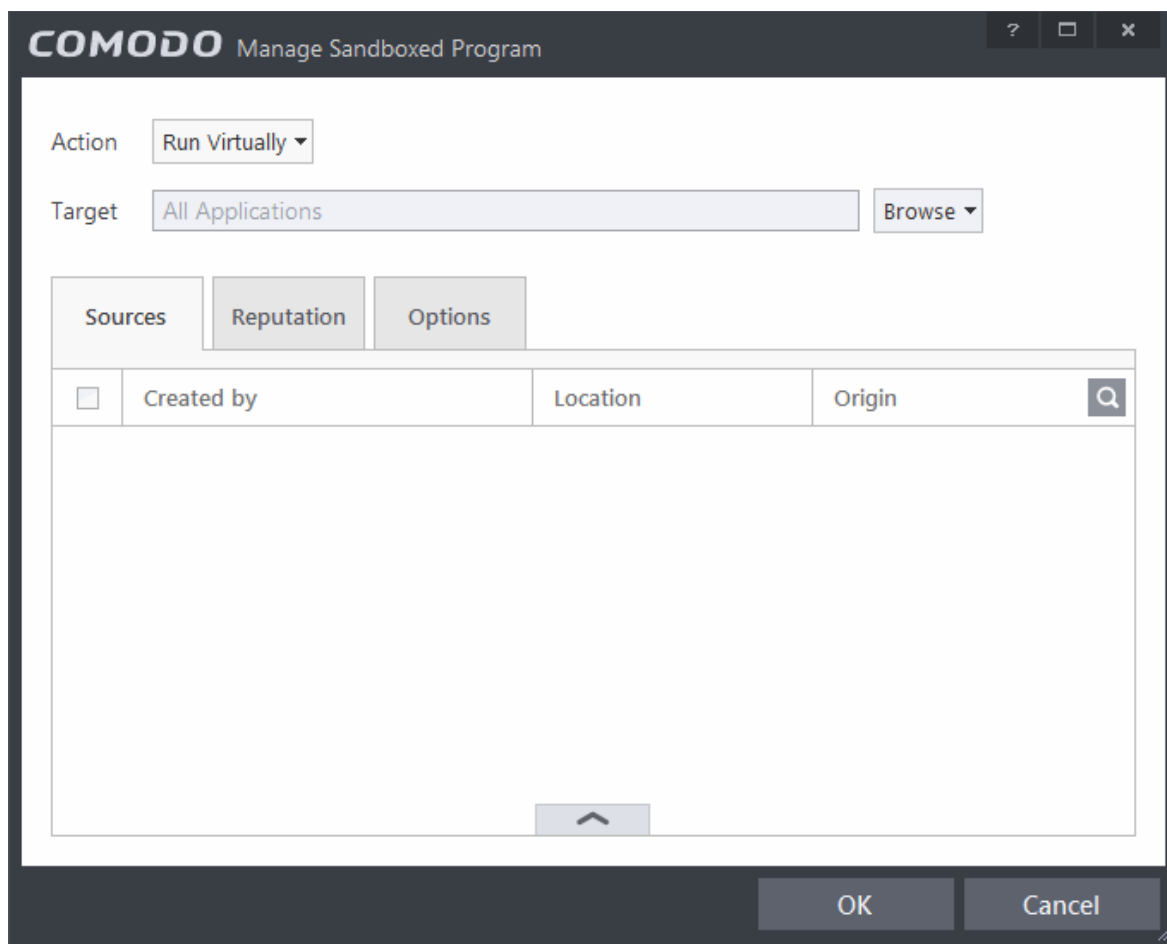 COMODO Manage Sandboxed Program ?
Action Run Virtually
Target All Applications Browse
Sources Reputation Options
Created by Location Origin
OK Cancel